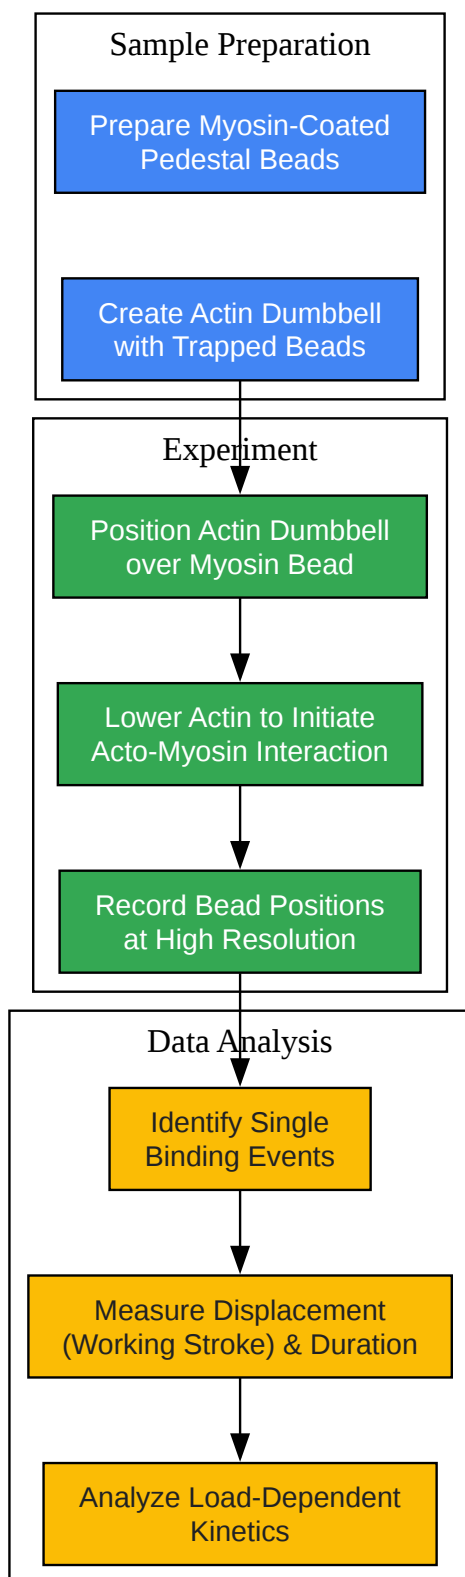 Sample Preparation
Prepare Myosin-Coated
Pedestal Beads
Create Actin Dumbbell
with Trapped Beads
Experiment
Position Actin Dumbbell
over Myosin Bead
Lower Actin to Initiate
Acto-Myosin Interaction
Record Bead Positions
at High Resolution
Data Analysis
Identify Single
Binding Events
Measure Displacement
(Working Stroke) & Duration
Analyze Load-Dependent
Kinetics